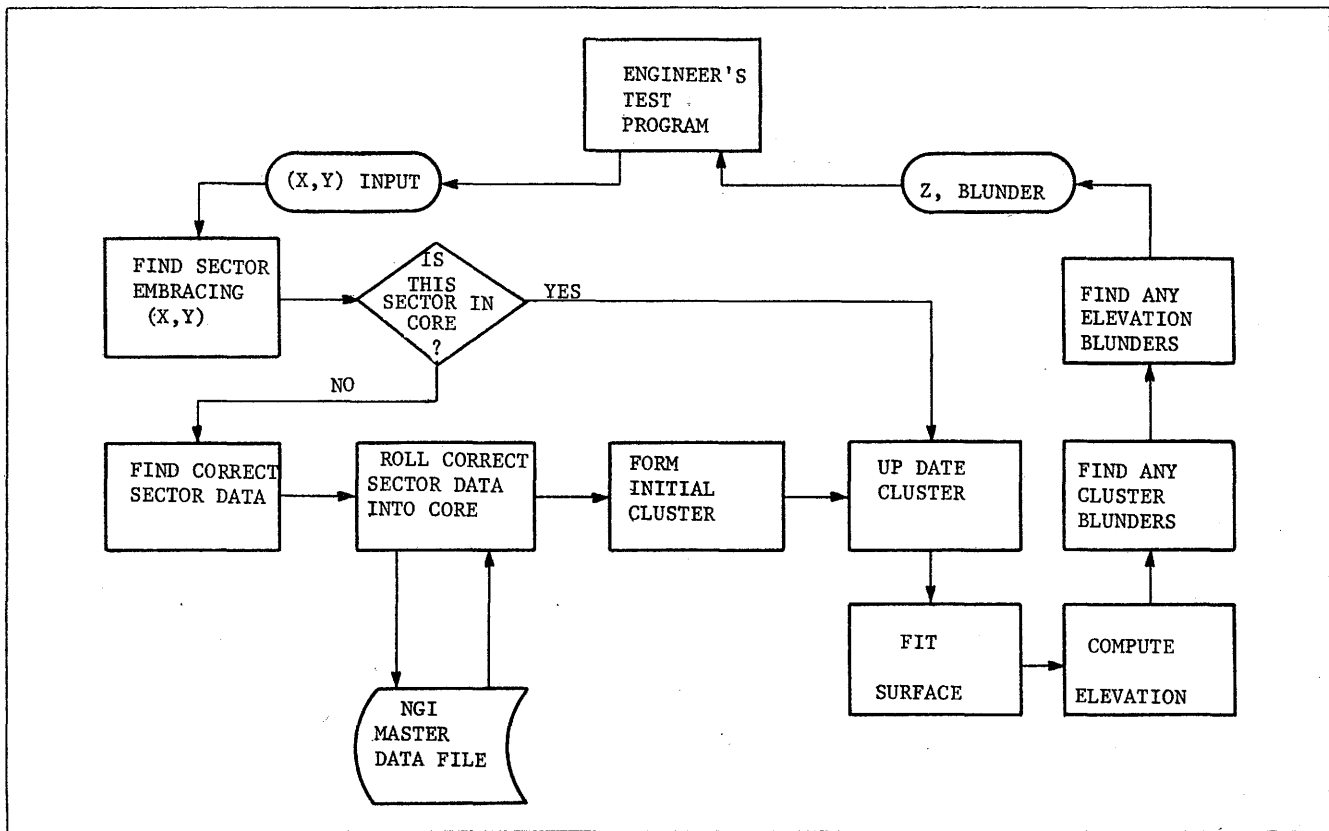 ENGINEER'S
TEST
PROGRAM
(X,Y) INPUT
Z, BLUNDER
FIND SECTOR
EMBRACING
(X,Y)
IS
THIS
SECTOR IN
CORE
?
YES
NO
FIND ANY
ELEVATION
BLUNDERS
FIND CORRECT
SECTOR DATA
ROLL CORRECT
SECTOR DATA
INTO CORE
FORM
INITIAL
CLUSTER
UP DATE
CLUSTER
FIND ANY
CLUSTER
BLUNDERS
NGI
MASTER
DATA FILE
FIT
SURFACE
COMPUTE
ELEVATION